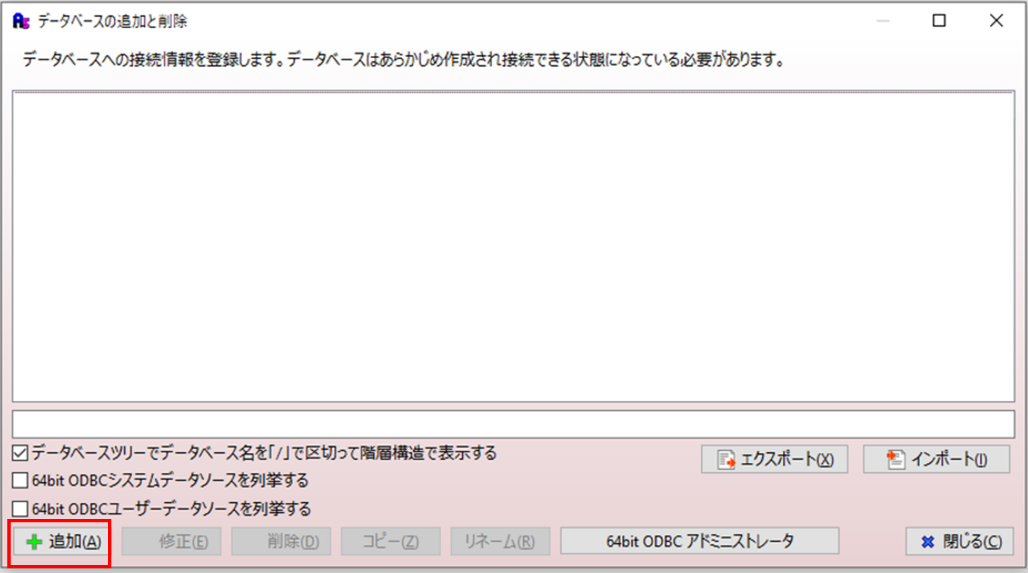 データベースの追加と削除
データベースへの接続情報を登録します。データベースはあらかじめ作成され接続できる状態になっている必要があります。
データベースツリーでデータベース名を「/」で区切って階層構造で表示する
エクスポート(X)
インポート(I)
64bit ODBCシステムデータソースを列挙する
64bit ODBCユーザーデータソースを列挙する
追加(A)
修正(E)
削除(D)
コピー(Z)
リネーム(R)
64bit ODBC アドミニストレータ
閉じる(C)